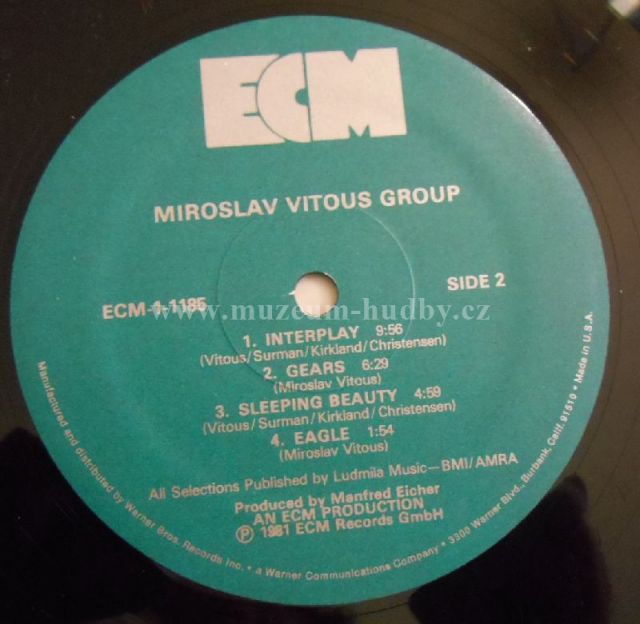 ECM
MIROSLAV VITOUS GROUP
SIDE 2
ECM-1-1185
www.muzeum-hudby.cz
1. INTERPLAY 9:56
(Vitous/Surman/Kirkland/Christensen)
2. GEARS 6:29
(Miroslav Vitous)
3. SLEEPING BEAUTY 4:59
(Vitous/Surman/Kirkland/Christensen)
4. EAGLE 1:54
(Miroslav Vitous)
All Selections Published by Ludmila Music—BMI/AMRA
Produced by Manfred Eicher
AN ECM PRODUCTION
Ⓟ 1981 ECM Records GmbH
Manufactured and distributed by Warner Bros. Records Inc. • a Warner Communications Company • 3300 Warner Blvd., Burbank, Calif. 91510 • Made in U.S.A.